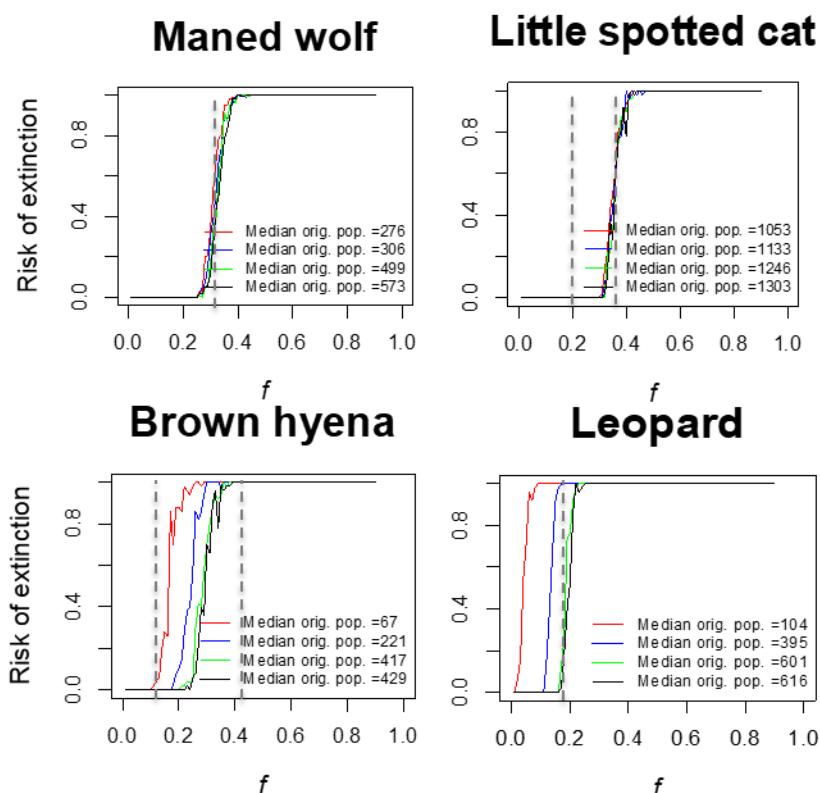 Maned wolf
Risk of extinction
0.0 0.4 0.8
Median orig. pop. =276
Median orig. pop. =306
Median orig. pop. =499
Median orig. pop. =573
0.0 0.2 0.4 0.6 0.8 1.0
f
Little spotted cat
0.0 0.4 0.8
Median orig. pop. =1053
Median orig. pop. =1133
Median orig. pop. =1246
Median orig. pop. =1303
0.0 0.2 0.4 0.6 0.8 1.0
f
Brown hyena
Risk of extinction
0.0 0.4 0.8
Median orig. pop. =67
Median orig. pop. =221
Median orig. pop. =417
Median orig. pop. =429
0.0 0.2 0.4 0.6 0.8 1.0
f
Leopard
0.0 0.4 0.8
Median orig. pop. =104
Median orig. pop. =395
Median orig. pop. =601
Median orig. pop. =616
0.0 0.2 0.4 0.6 0.8 1.0
f